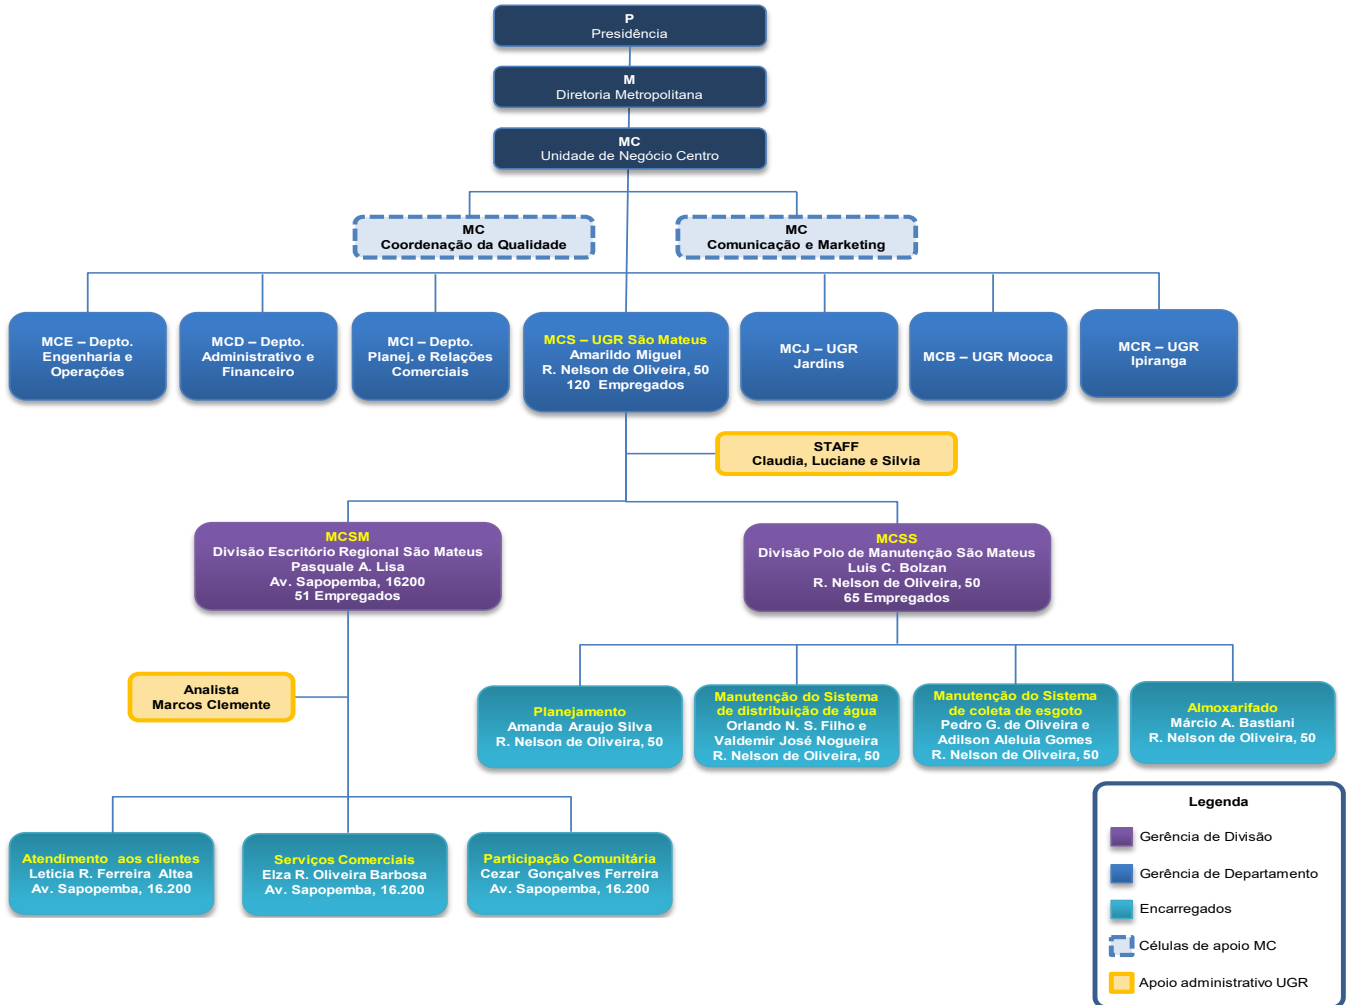 P
Presidência
M
Diretoria Metropolitana
MC
Unidade de Negócio Centro
MC
Coordenação da Qualidade
MC
Comunicação e Marketing
MCE – Depto.
Engenharia e
Operações
MCD – Depto.
Administrativo e
Financeiro
MCI – Depto.
Planej. e Relações
Comerciais
MCS – UGR São Mateus
Amarildo Miguel
R. Nelson de Oliveira, 50
120 Empregados
MCJ – UGR
Jardins
MCB – UGR Mooca
MCR – UGR
Ipiranga
STAFF
Claudia, Luciane e Silvia
MCSM
Divisão Escritório Regional São Mateus
Pasquale A. Lisa
Av. Sapopemba, 16200
51 Empregados
MCSS
Divisão Polo de Manutenção São Mateus
Luis C. Bolzan
R. Nelson de Oliveira, 50
65 Empregados
Analista
Marcos Clemente
Planejamento
Amanda Araujo Silva
R. Nelson de Oliveira, 50
Manutenção do Sistema
de distribuição de água
Orlando N. S. Filho e
Valdemir José Nogueira
R. Nelson de Oliveira, 50
Manutenção do Sistema
de coleta de esgoto
Pedro G. de Oliveira e
Adilson Aleluia Gomes
R. Nelson de Oliveira, 50
Almoxarifado
Márcio A. Bastiani
R. Nelson de Oliveira, 50
Atendimento aos clientes
Leticia R. Ferreira Altea
Av. Sapopemba, 16.200
Serviços Comerciais
Elza R. Oliveira Barbosa
Av. Sapopemba, 16.200
Participação Comunitária
Cezar Gonçalves Ferreira
Av. Sapopemba, 16.200
Legenda
Gerência de Divisão
Gerência de Departamento
Encarregados
Células de apoio MC
Apoio administrativo UGR